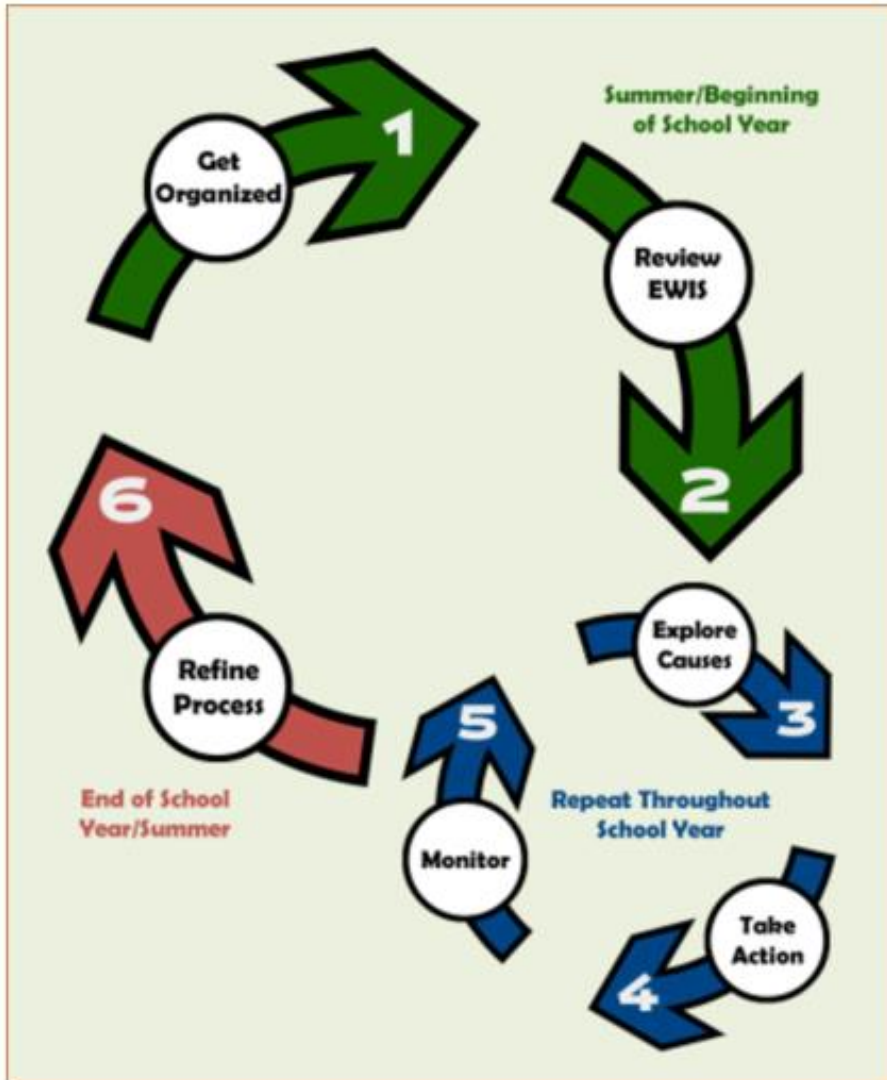 Get
Organized
1
Summer/Beginning
of School Year
Review
EWIS
2
Explore
Causes
3
Repeat Throughout
School Year
Take
Action
4
Monitor
5
Refine
Process
6
End of School
Year/Summer